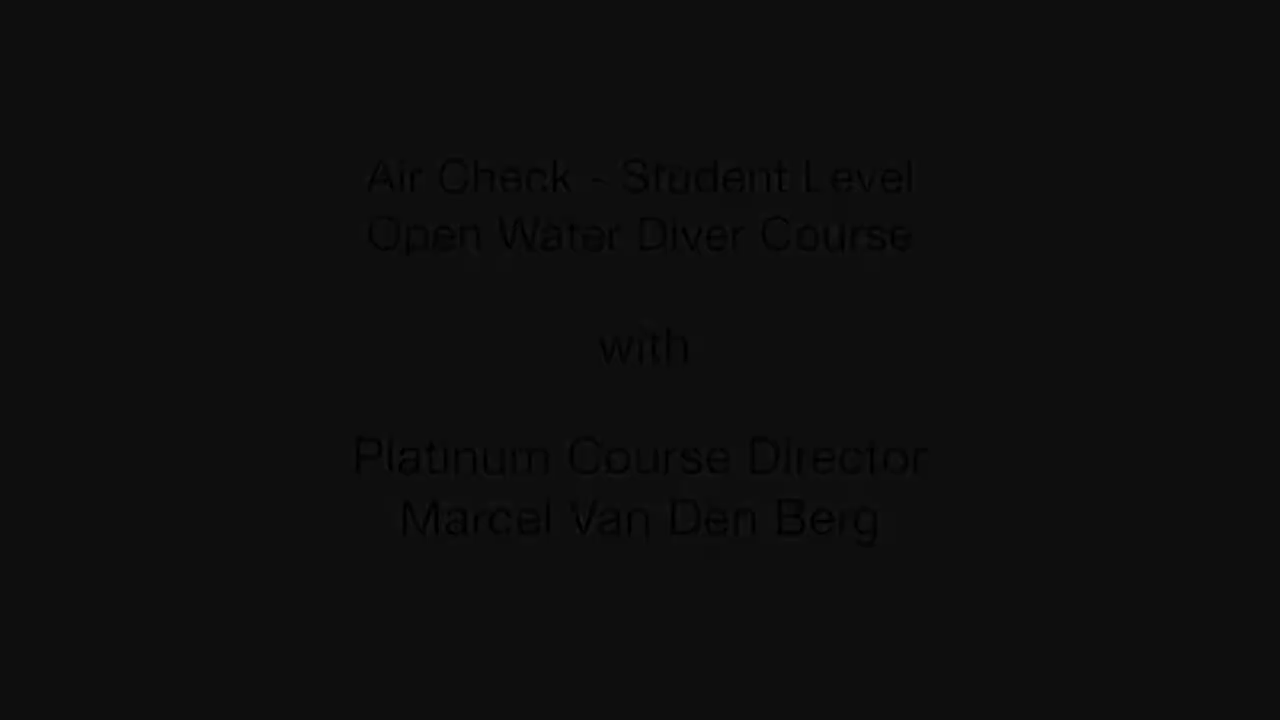 Air Check - Student Level
Open Water Diver Course
with
Platinum Course Director
Marcel Van Den Berg